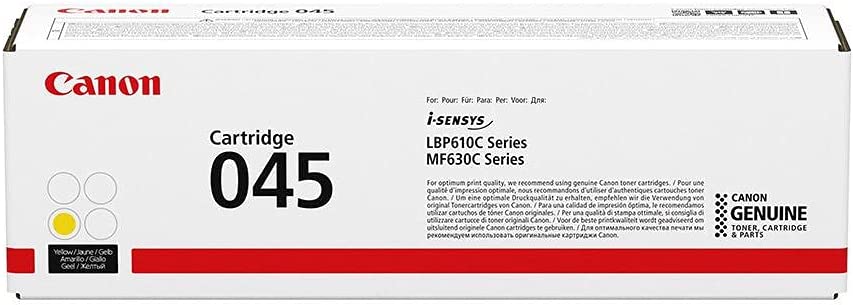 Canon
Cartridge 045
Canon
Cartridge
045
Yellow / Jaune / Gelb
Amarillo / Giallo
Geel / Жёлтый
For: Pour: Für: Para: Per: Voor: Для:
i-SENSYS
LBP610C Series
MF630C Series
For optimum print quality, we recommend using genuine Canon toner cartridges. / Pour une
qualité d'impression optimale, nous recommandons d'utiliser d'authentiques cartouches de toner
Canon. / Um eine optimale Druckqualität zu erhalten, empfehlen wir die Verwendung von
original Tonercartridges von Canon. / Para una calidad de impresión óptima, se recomienda
utilizar cartuchos de tóner Canon originales. / Per una qualità di stampa ottimale, si consiglia di
utilizzare cartucce di toner Canon originali. / Voor de beste printkwaliteit wordt aangeraden om
uitsluitend originele Canon cartridges te gebruiken. / Для оптимального качества печати мы
рекомендуем использовать оригинальные картриджи Canon.
CANON
GENUINE
TONER, CARTRIDGE
& PARTS